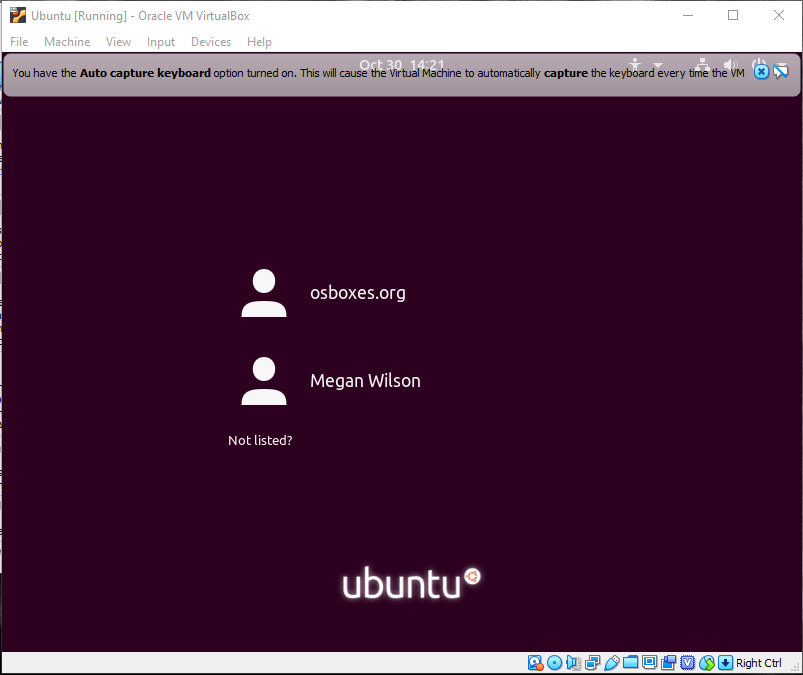 Ubuntu [Running] - Oracle VM VirtualBox
File Machine View Input Devices Help
Oct 30 14:21
You have the Auto capture keyboard option turned on. This will cause the Virtual Machine to automatically capture the keyboard every time the VM
osboxes.org
Megan Wilson
Not listed?
ubuntu
Right Ctrl